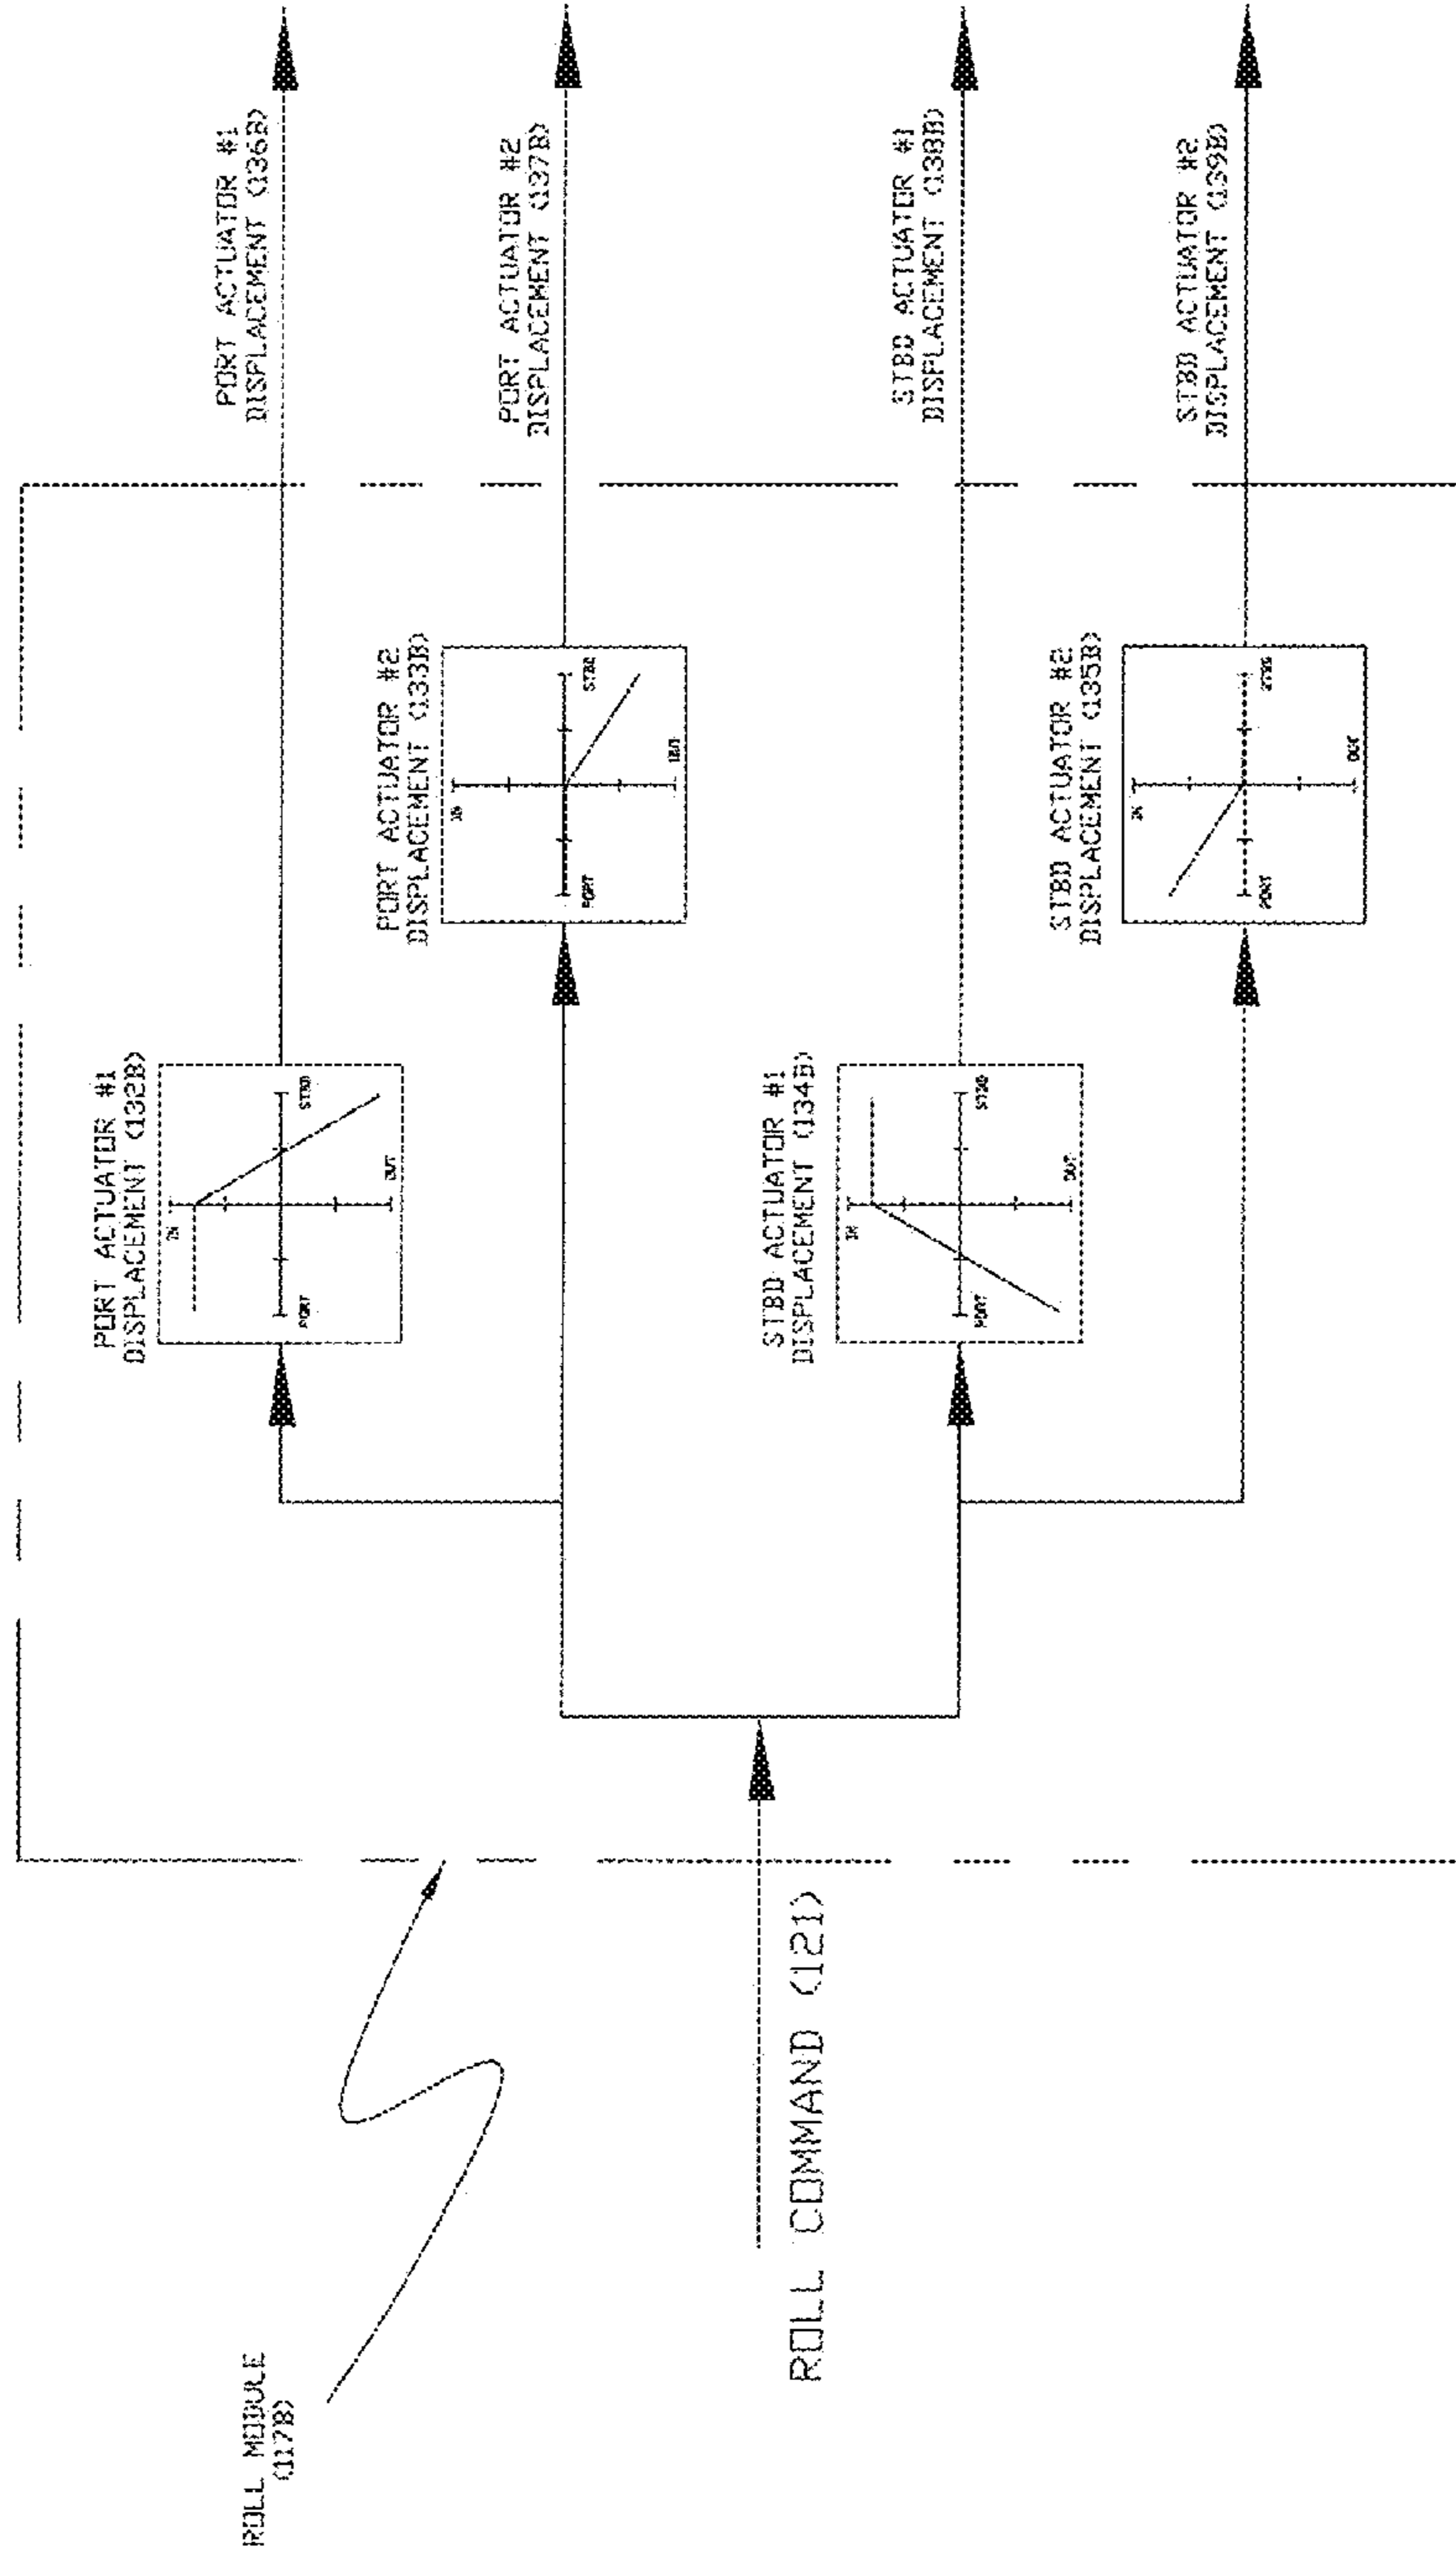 ROLL MODULE
(117B)
ROLL COMMAND (121)
PORT ACTUATOR #1
DISPLACEMENT (132B)
IN
OUT
PORT
STBD
PORT ACTUATOR #1
DISPLACEMENT (136B)
PORT ACTUATOR #2
DISPLACEMENT (133B)
IN
OUT
PORT
STBD
PORT ACTUATOR #2
DISPLACEMENT (137B)
STBD ACTUATOR #1
DISPLACEMENT (134B)
IN
OUT
PORT
STBD
STBD ACTUATOR #1
DISPLACEMENT (138B)
STBD ACTUATOR #2
DISPLACEMENT (135B)
IN
OUT
PORT
STBD
STBD ACTUATOR #2
DISPLACEMENT (139B)